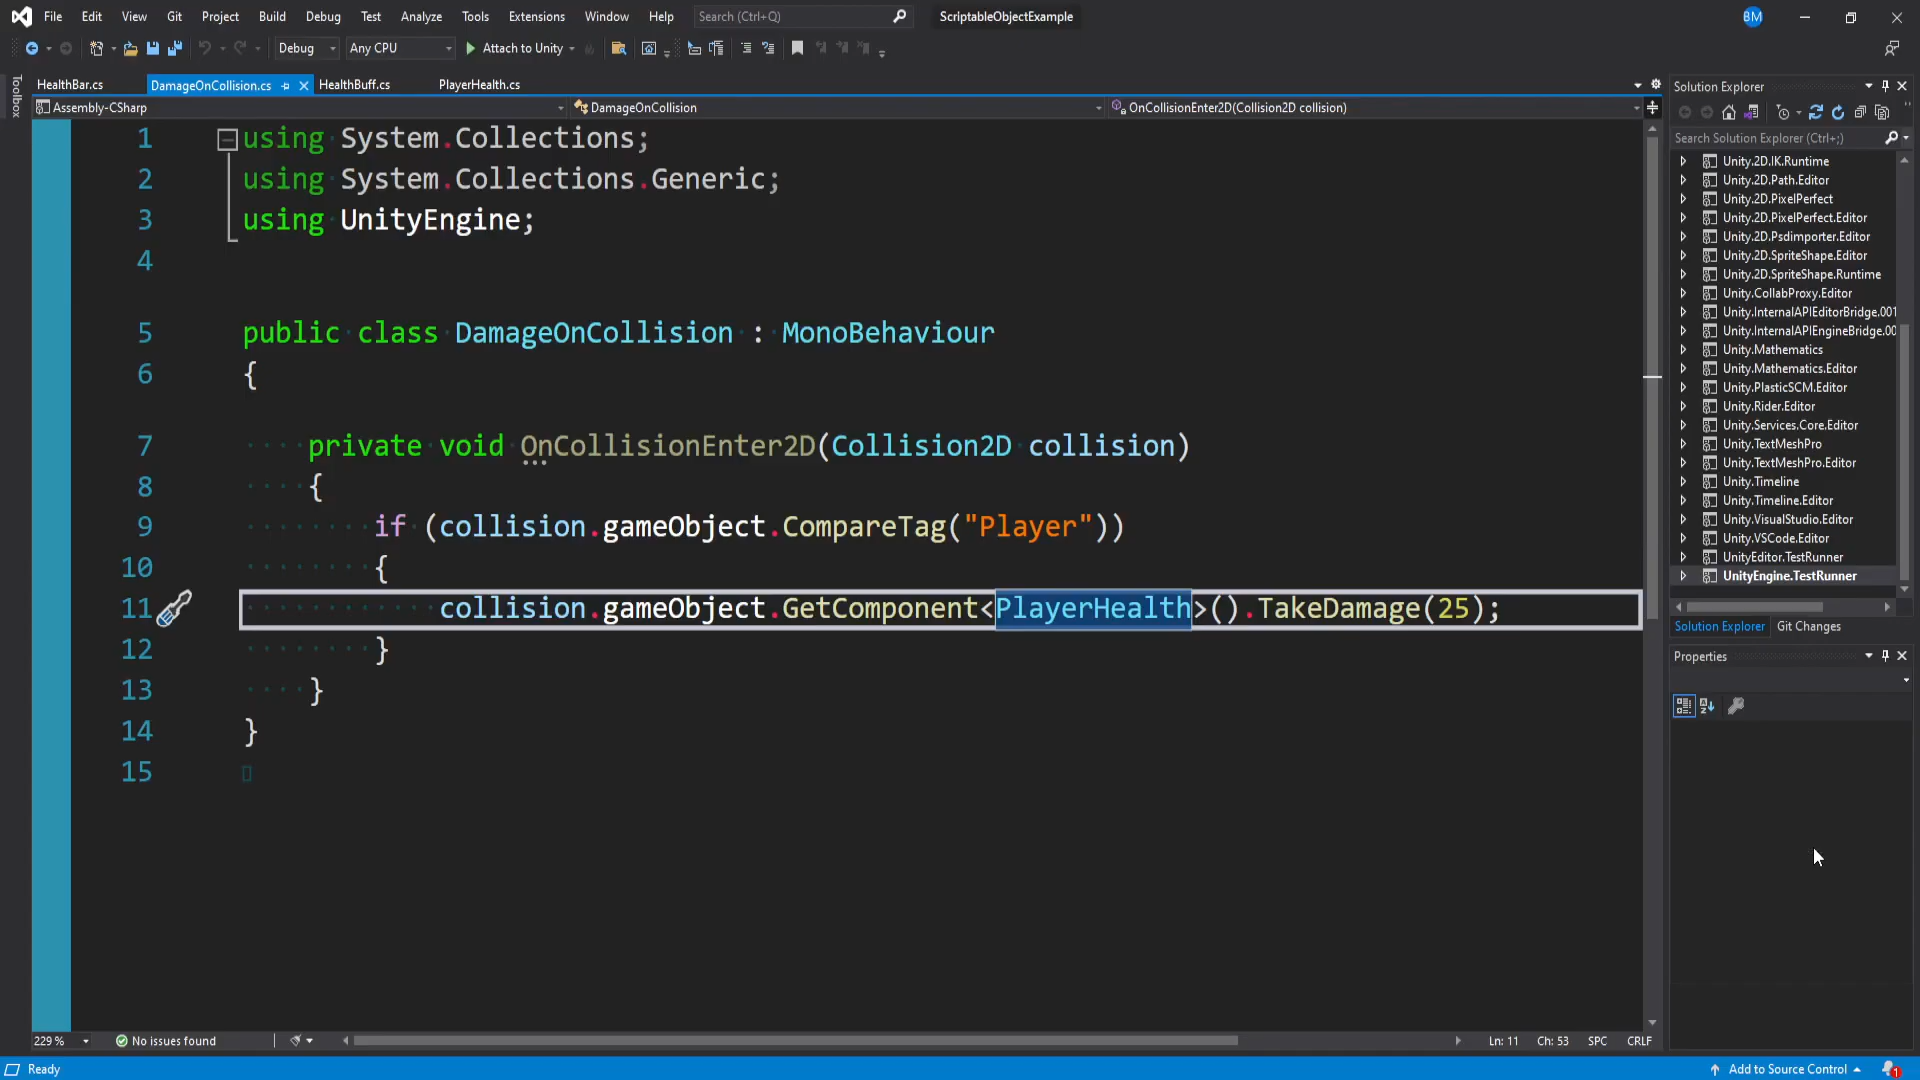 File Edit View Git Project Build Debug Test Analyze Tools Extensions Window Help Search (Ctrl+Q) ScriptableObjectExample BM
Debug Any CPU Attach to Unity
Toolbox
HealthBar.cs DamageOnCollision.cs HealthBuff.cs PlayerHealth.cs
Assembly-CSharp DamageOnCollision OnCollisionEnter2D(Collision2D collision)
1 using System.Collections;
2 using System.Collections.Generic;
3 using UnityEngine;
4
5 public class DamageOnCollision : MonoBehaviour
6 {
7 private void OnCollisionEnter2D(Collision2D collision)
8 {
9 if (collision.gameObject.CompareTag("Player"))
10 {
11 collision.gameObject.GetComponent<PlayerHealth>().TakeDamage(25);
12 }
13 }
14 }
15
Solution Explorer
Search Solution Explorer (Ctrl+;)
Unity.2D.IK.Runtime
Unity.2D.Path.Editor
Unity.2D.PixelPerfect
Unity.2D.PixelPerfect.Editor
Unity.2D.Psdimporter.Editor
Unity.2D.SpriteShape.Editor
Unity.2D.SpriteShape.Runtime
Unity.CollabProxy.Editor
Unity.InternalAPIEditorBridge.001
Unity.InternalAPIEngineBridge.00
Unity.Mathematics
Unity.Mathematics.Editor
Unity.PlasticSCM.Editor
Unity.Rider.Editor
Unity.Services.Core.Editor
Unity.TextMeshPro
Unity.TextMeshPro.Editor
Unity.Timeline
Unity.Timeline.Editor
Unity.VisualStudio.Editor
Unity.VSCode.Editor
UnityEditor.TestRunner
UnityEngine.TestRunner
Solution Explorer Git Changes
Properties
229 % No issues found Ln: 11 Ch: 53 SPC CRLF
Ready Add to Source Control 1